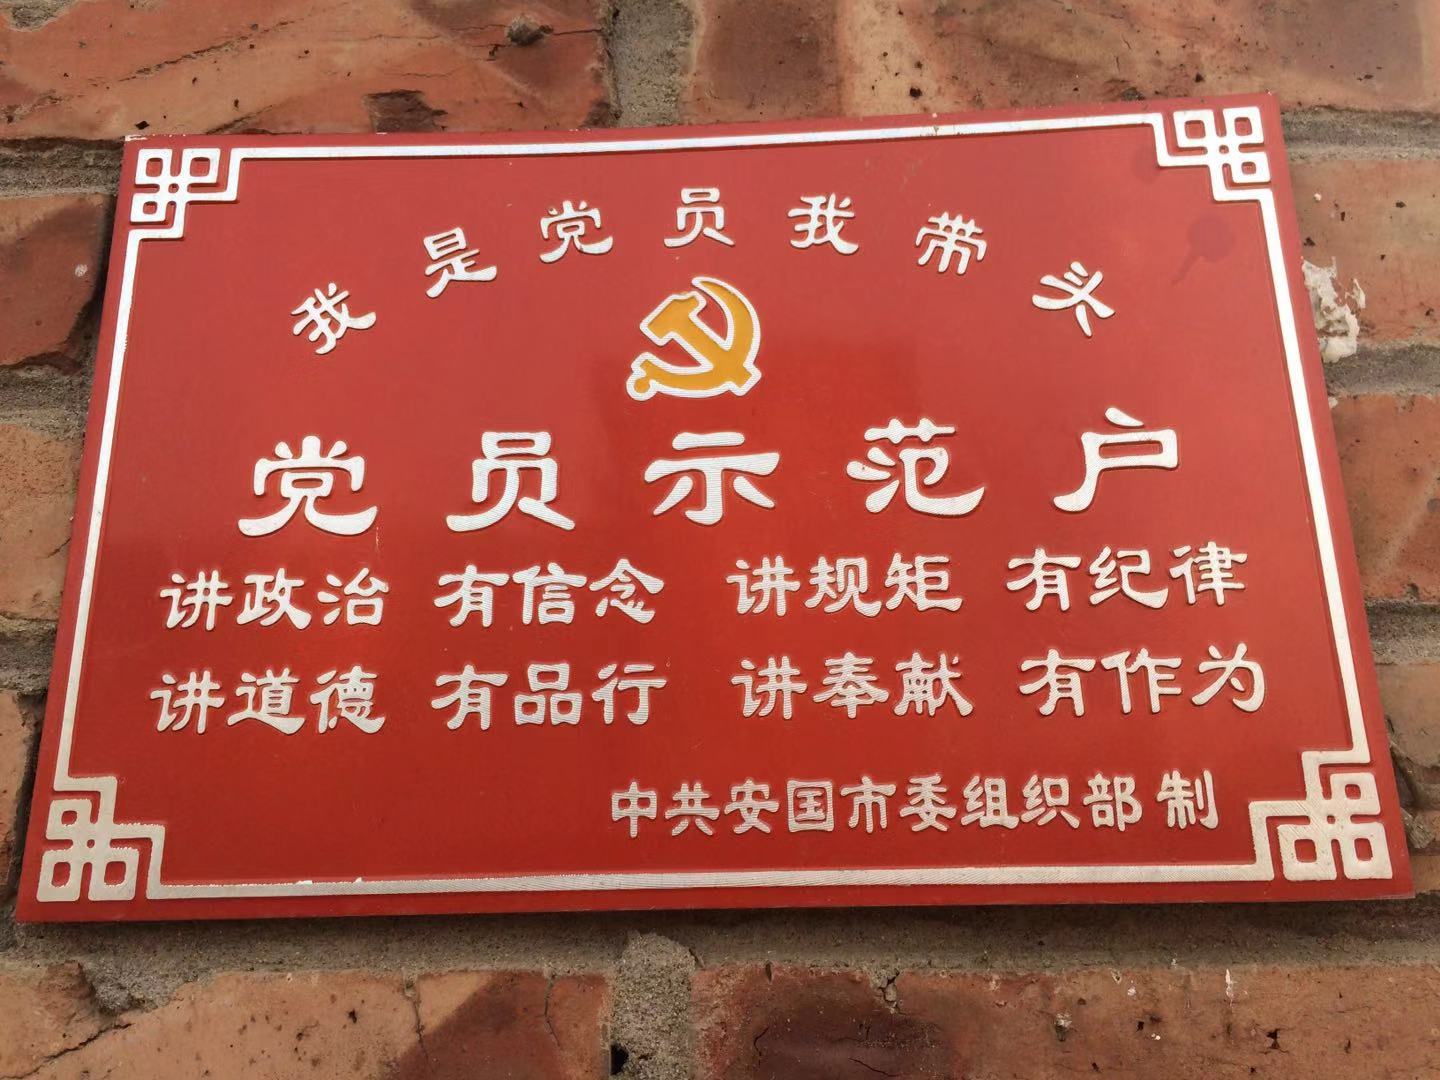 我是党员我带头
党员示范户
讲政治 有信念 讲规矩 有纪律
讲道德 有品行 讲奉献 有作为
中共安国市委组织部 制